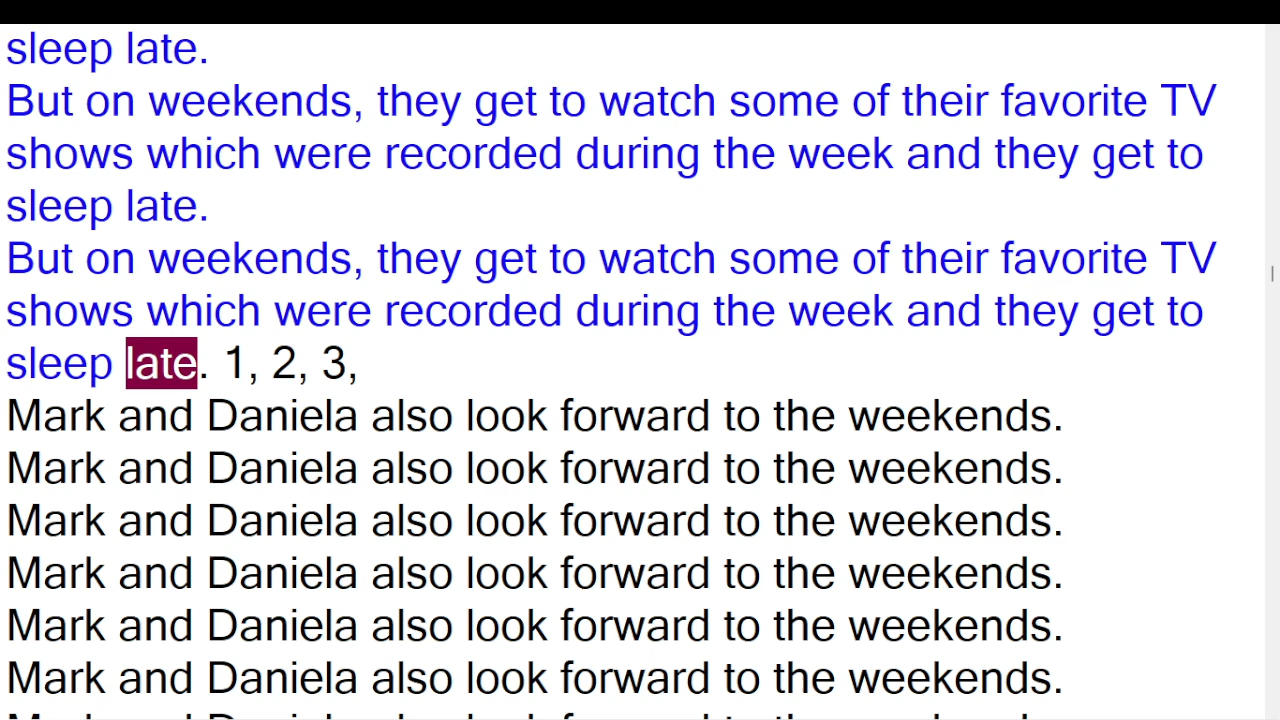 sleep late.
But on weekends, they get to watch some of their favorite TV
shows which were recorded during the week and they get to
sleep late.
But on weekends, they get to watch some of their favorite TV
shows which were recorded during the week and they get to
sleep late. 1, 2, 3,
Mark and Daniela also look forward to the weekends.
Mark and Daniela also look forward to the weekends.
Mark and Daniela also look forward to the weekends.
Mark and Daniela also look forward to the weekends.
Mark and Daniela also look forward to the weekends.
Mark and Daniela also look forward to the weekends.